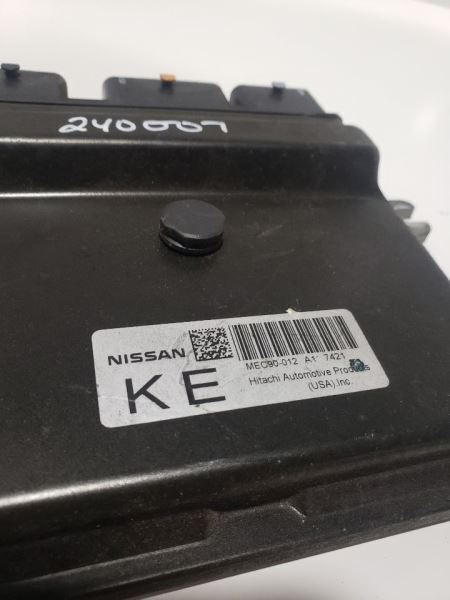 240007
NISSAN
KE
MEC90-012 A1 7421
Hitachi Automotive Products
(USA),Inc.